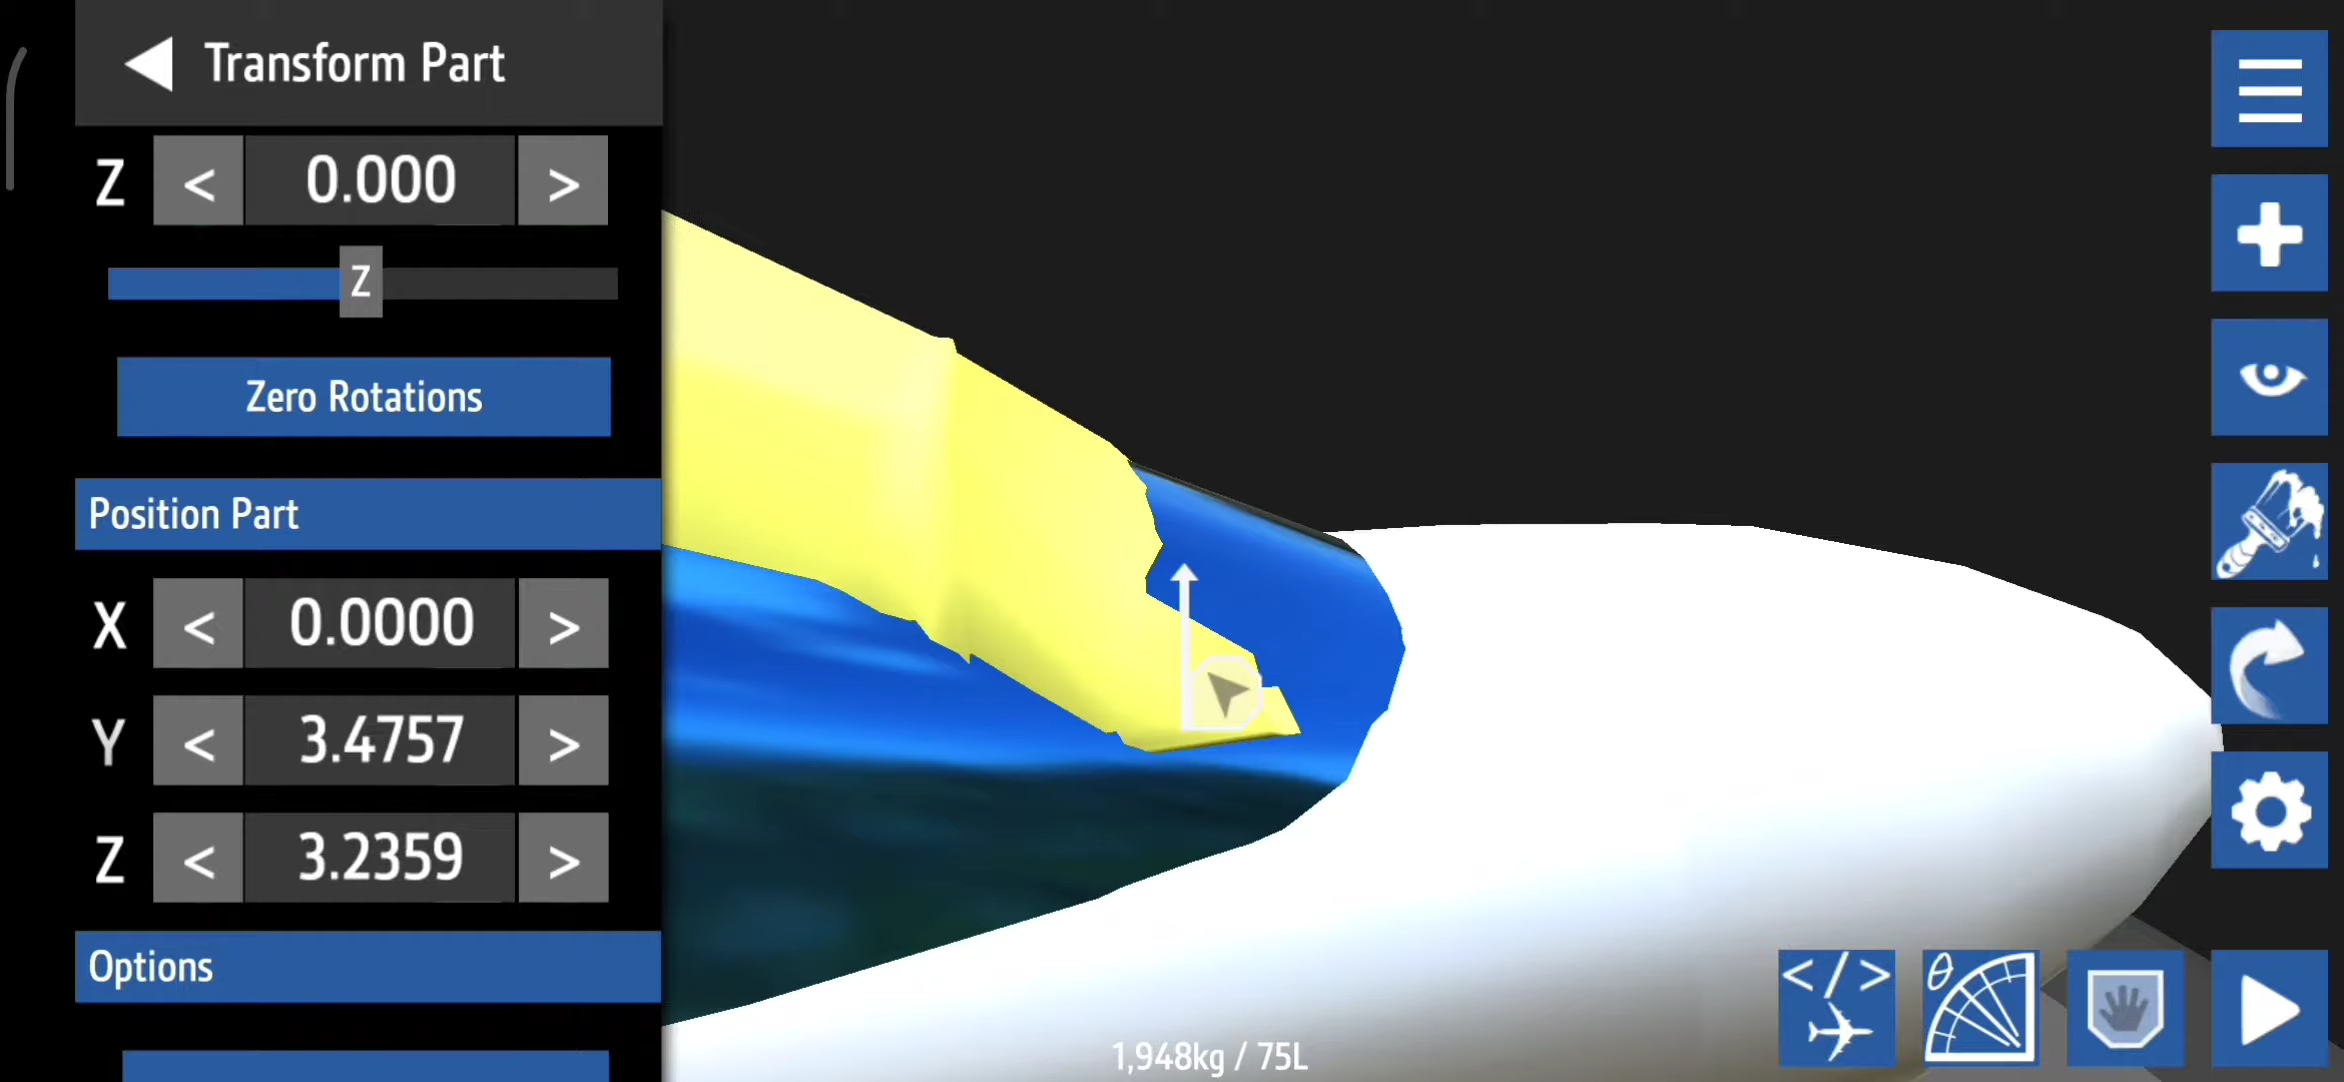 Transform Part
Z < 0.000 >
Z
Zero Rotations
Position Part
X < 0.0000 >
Y < 3.4757 >
Z < 3.2359 >
Options
</>
θ
1,948kg / 75L